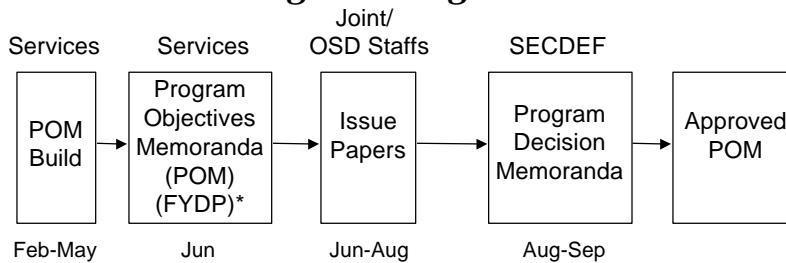 Joint/
Services Services OSD Staffs SECDEF
POM
Build
Program
Objectives
Memoranda
(POM)
(FYDP)*
Issue
Papers
Program
Decision
Memoranda
Approved
POM
Feb-May Jun Jun-Aug Aug-Sep